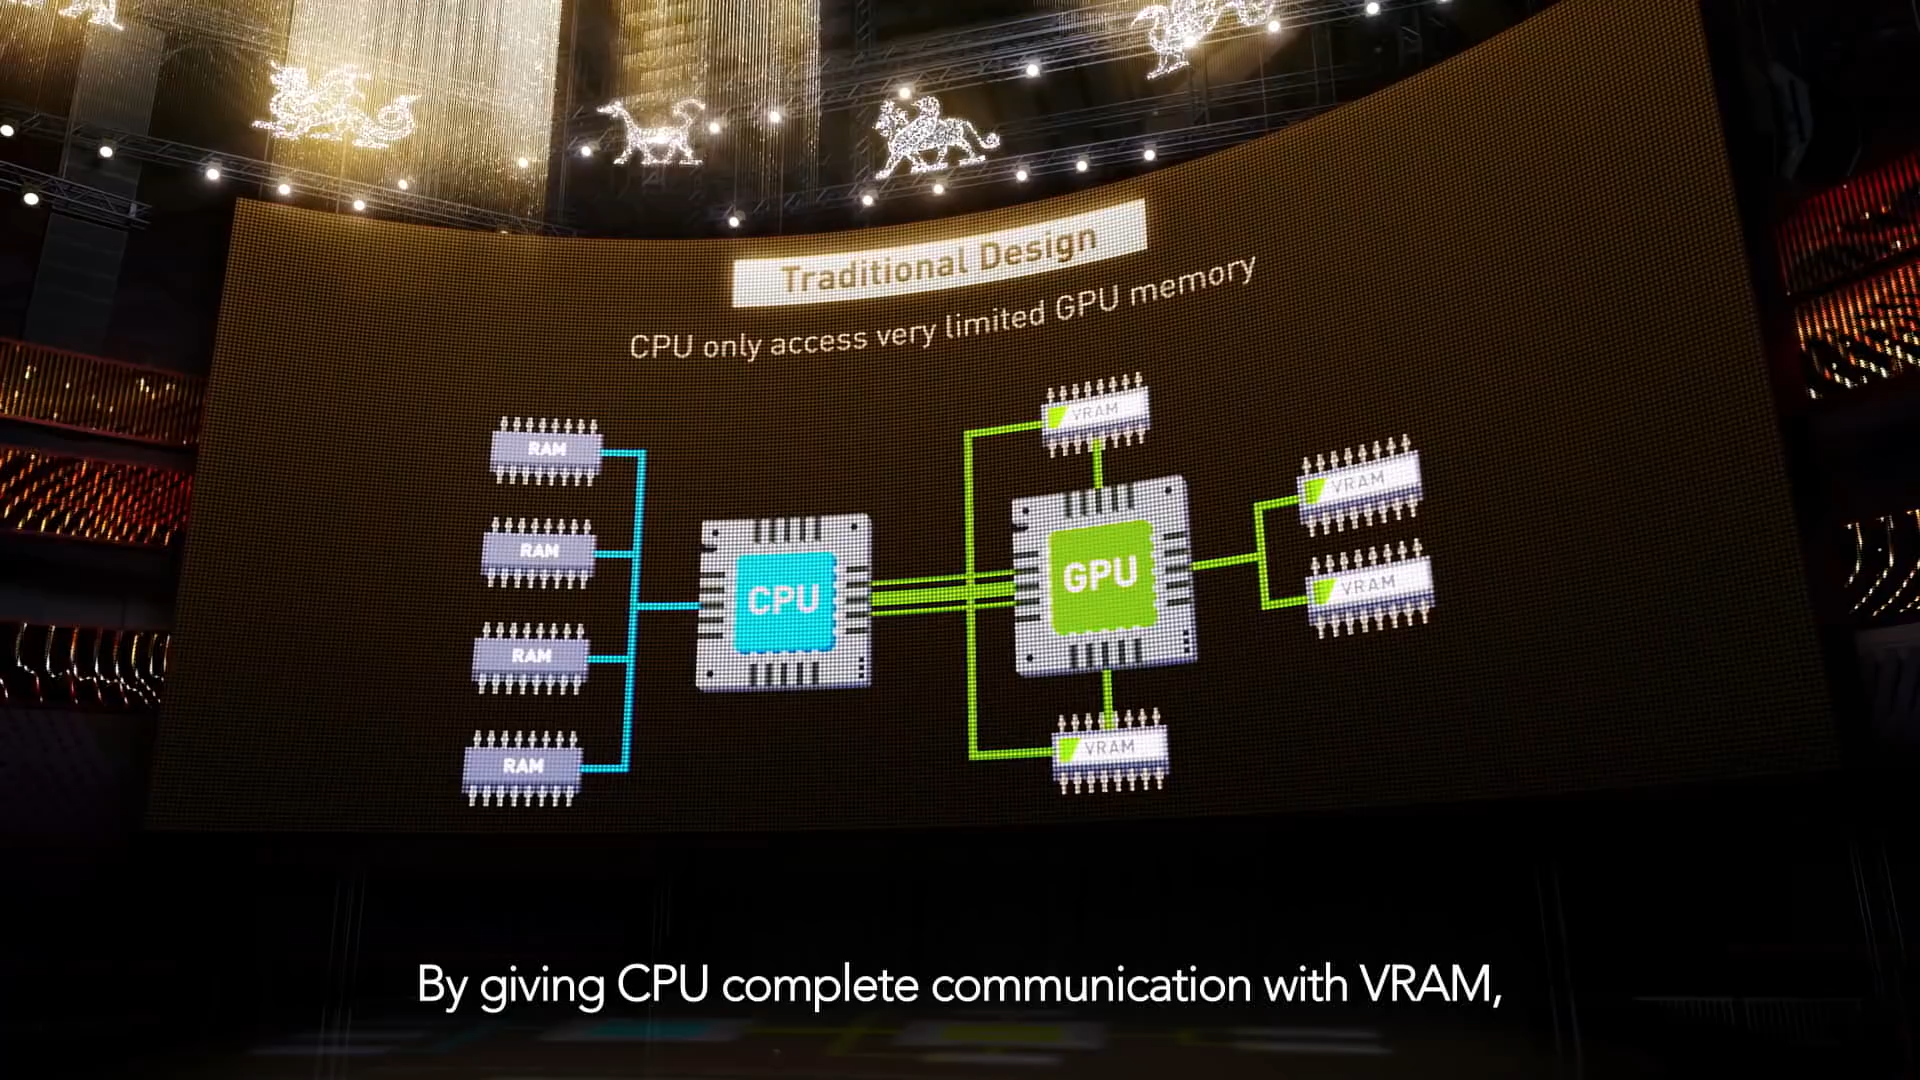 Traditional Design
CPU only access very limited GPU memory
RAM
RAM
RAM
RAM
CPU
GPU
VRAM
VRAM
VRAM
VRAM
By giving CPU complete communication with VRAM,